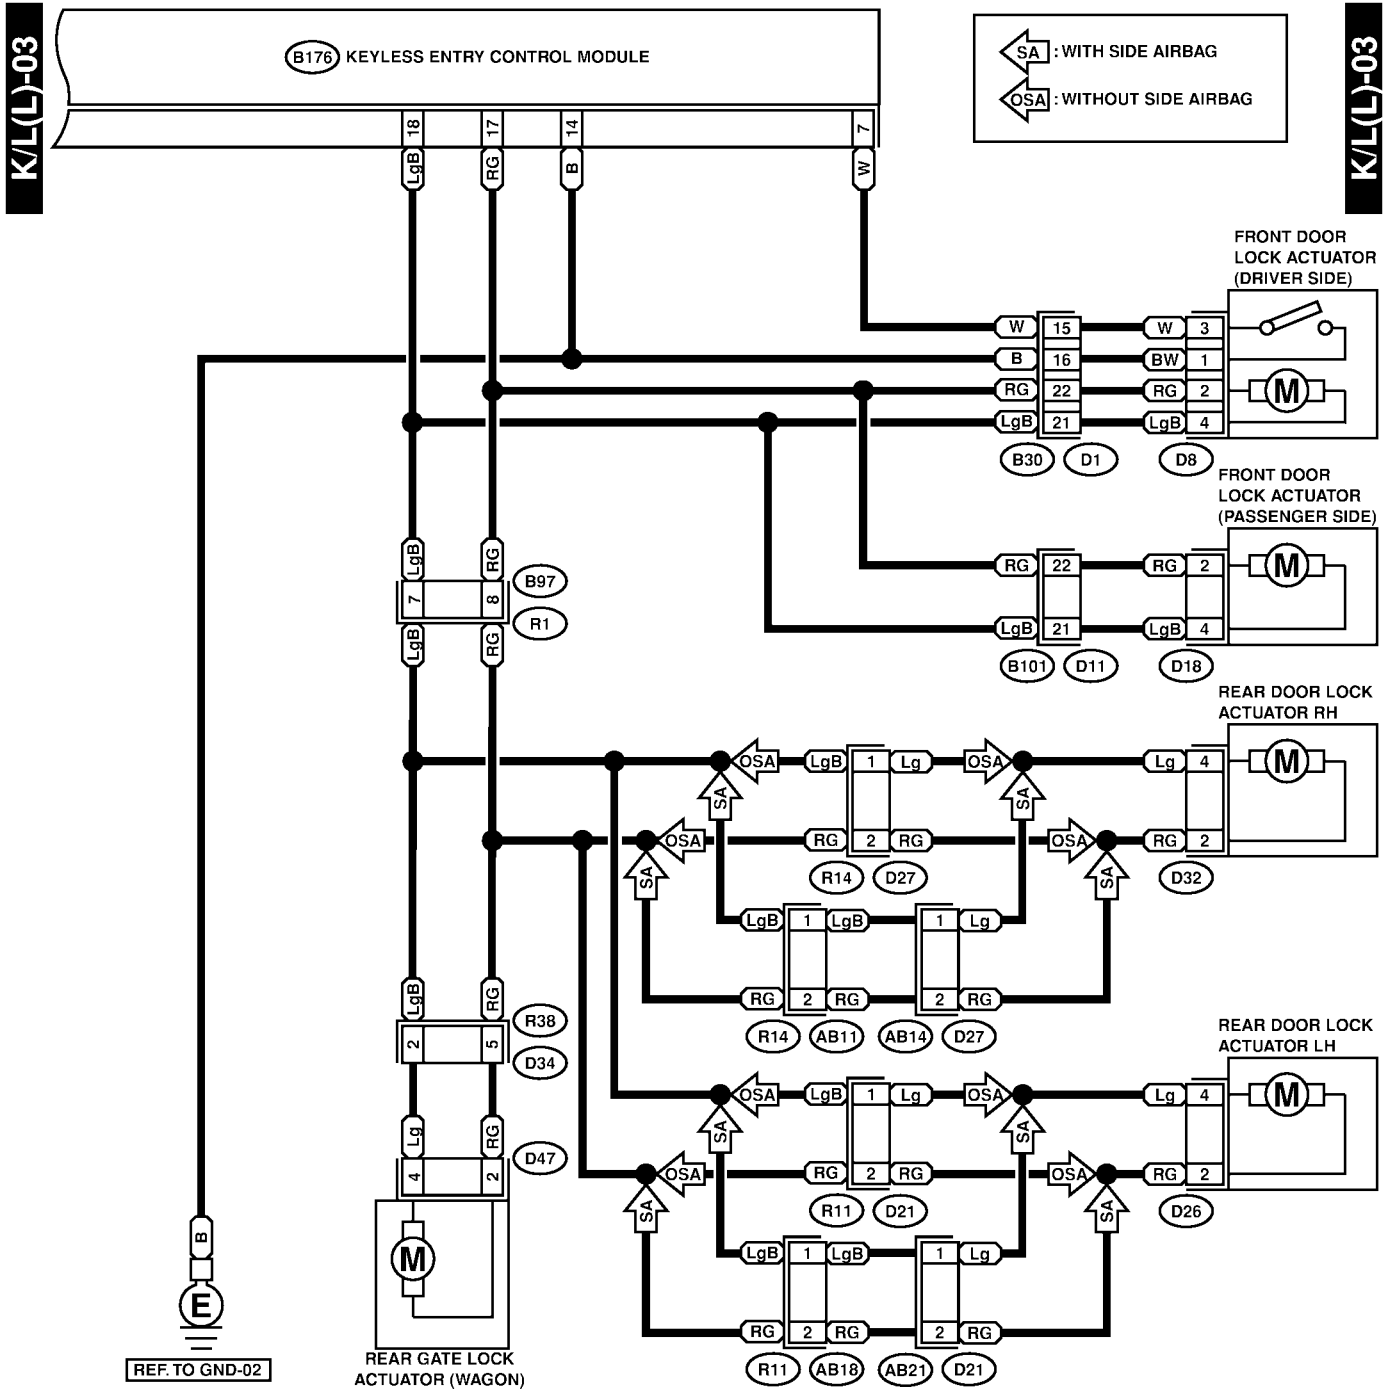 K/L(L)-03
K/L(L)-03
B176 KEYLESS ENTRY CONTROL MODULE
SA : WITH SIDE AIRBAG
OSA : WITHOUT SIDE AIRBAG
18 17 14 7
LgB RG B W
FRONT DOOR
LOCK ACTUATOR
(DRIVER SIDE)
W 15 W 3
B 16 BW 1
RG 22 RG 2 M
LgB 21 LgB 4
B30 D1 D8
FRONT DOOR
LOCK ACTUATOR
(PASSENGER SIDE)
RG 22 RG 2 M
LgB 21 LgB 4
B101 D11 D18
LgB RG
7 8
B97
R1
LgB RG
REAR DOOR LOCK
ACTUATOR RH
OSA LgB 1 Lg OSA Lg 4 M
SA SA
OSA RG 2 RG OSA RG 2
SA SA
R14 D27 D32
LgB 1 LgB 1 Lg
RG 2 RG 2 RG
R14 AB11 AB14 D27
LgB RG
2 5
R38
D34
Lg RG
4 2
D47
M
REAR GATE LOCK
ACTUATOR (WAGON)
REAR DOOR LOCK
ACTUATOR LH
OSA LgB 1 Lg OSA Lg 4 M
SA SA
OSA RG 2 RG OSA RG 2
SA SA
R11 D21 D26
LgB 1 LgB 1 Lg
RG 2 RG 2 RG
R11 AB18 AB21 D21
B
E
REF. TO GND-02